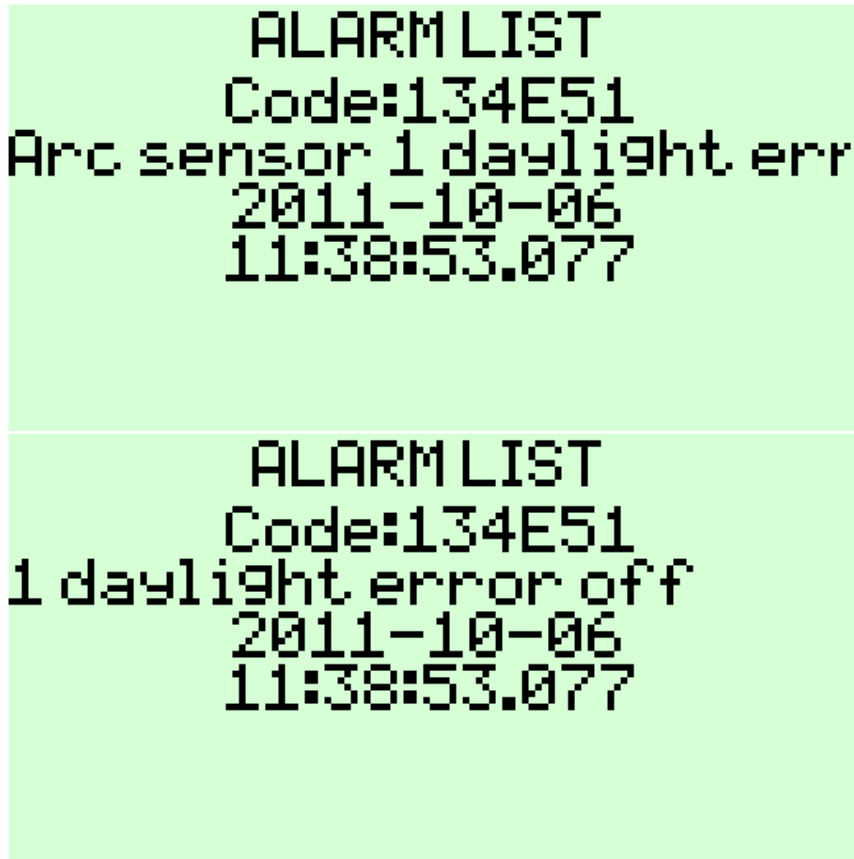 ALARM LIST
Code:134E51
Arc sensor 1 daylight err
2011-10-06
11:38:53.077
ALARM LIST
Code:134E51
1 daylight error off
2011-10-06
11:38:53.077